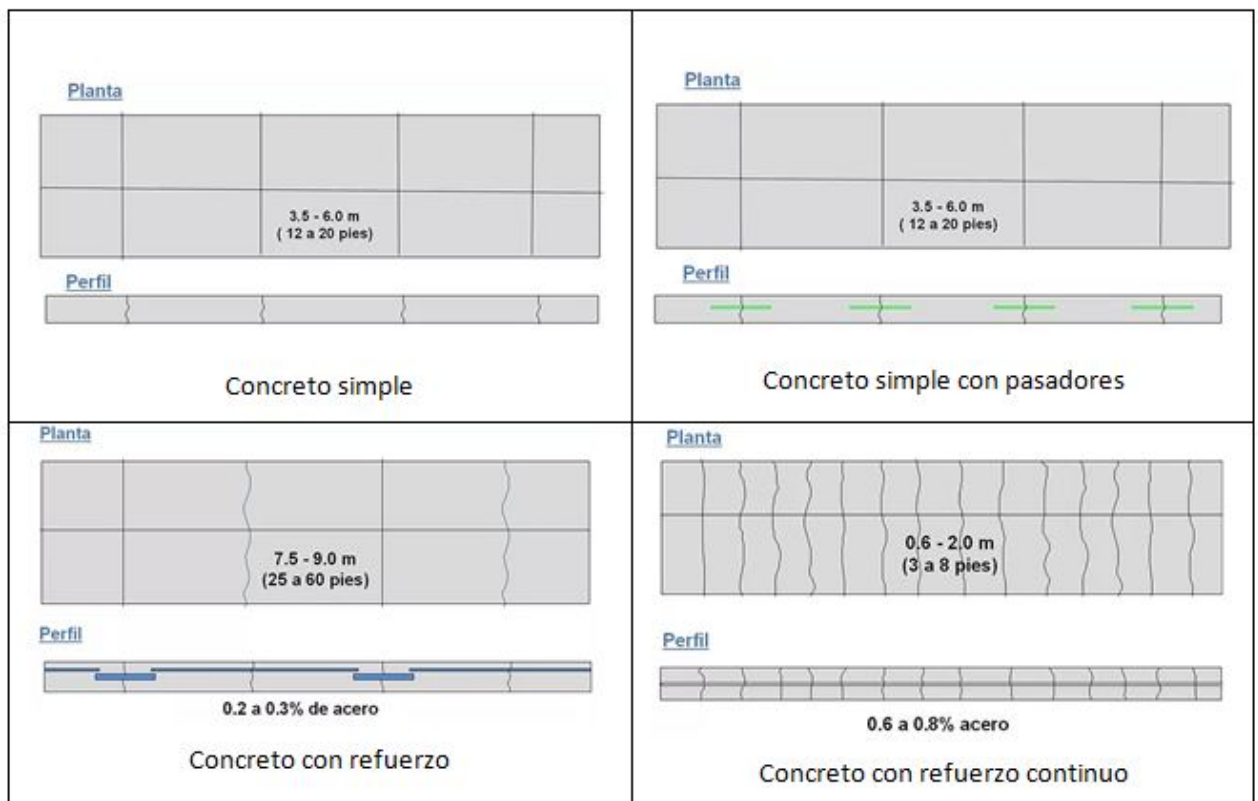 Planta
3.5 - 6.0 m
( 12 a 20 pies)
Perfil
Concreto simple
Planta
3.5 - 6.0 m
( 12 a 20 pies)
Perfil
Concreto simple con pasadores
Planta
7.5 - 9.0 m
(25 a 60 pies)
Perfil
0.2 a 0.3% de acero
Concreto con refuerzo
Planta
0.6 - 2.0 m
(3 a 8 pies)
Perfil
0.6 a 0.8% acero
Concreto con refuerzo continuo